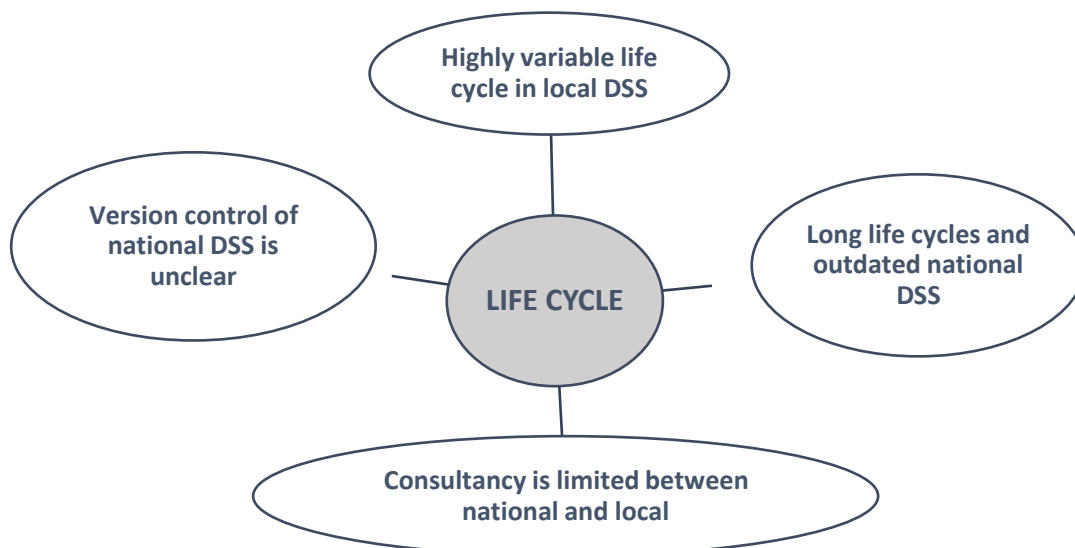 Highly variable life
cycle in local DSS
Version control of
national DSS is
unclear
Long life cycles and
outdated national
DSS
LIFE CYCLE
Consultancy is limited between
national and local